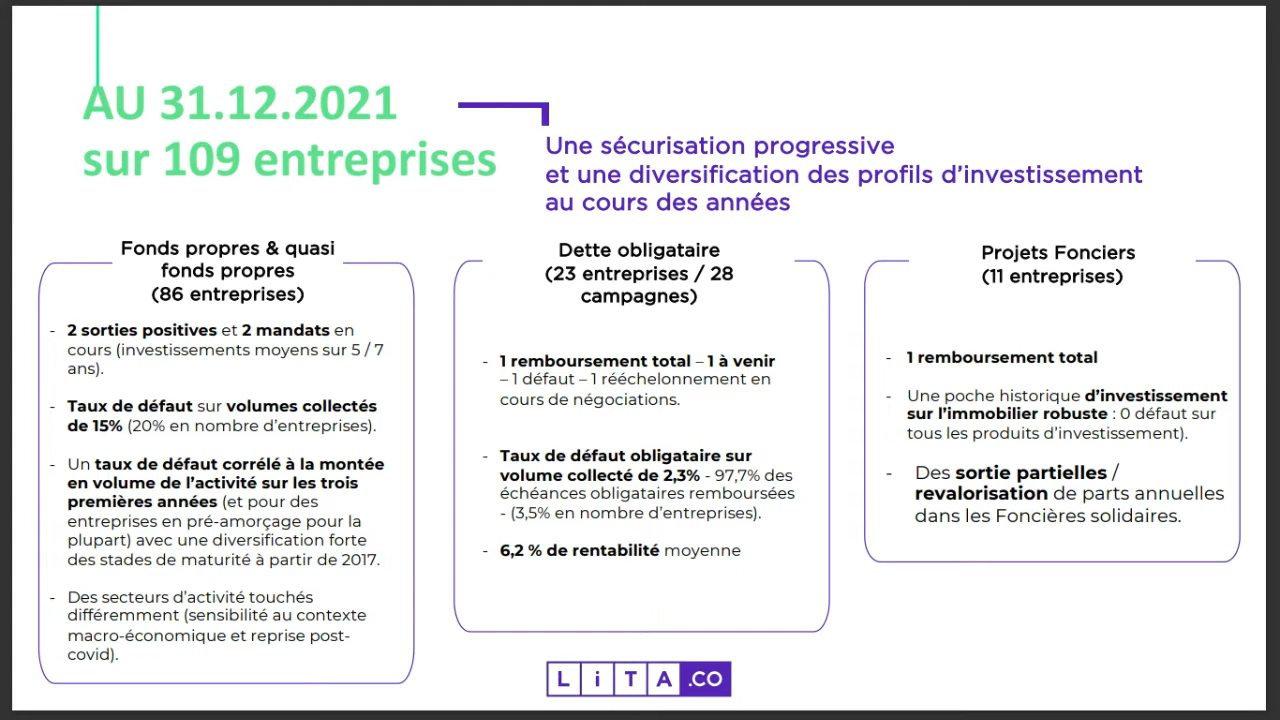 AU 31.12.2021
sur 109 entreprises
Une sécurisation progressive
et une diversification des profils d’investissement
au cours des années
Fonds propres & quasi
fonds propres
(86 entreprises)
- 2 sorties positives et 2 mandats en
cours (investissements moyens sur 5 / 7
ans).
- Taux de défaut sur volumes collectés
de 15% (20% en nombre d’entreprises).
- Un taux de défaut corrélé à la montée
en volume de l’activité sur les trois
premières années (et pour des
entreprises en pré-amorçage pour la
plupart) avec une diversification forte
des stades de maturité à partir de 2017.
- Des secteurs d’activité touchés
différemment (sensibilité au contexte
macro-économique et reprise post-
covid).
Dette obligataire
(23 entreprises / 28
campagnes)
- 1 remboursement total – 1 à venir
– 1 défaut – 1 rééchelonnement en
cours de négociations.
- Taux de défaut obligataire sur
volume collecté de 2,3% - 97,7% des
échéances obligataires remboursées
- (3,5% en nombre d’entreprises).
- 6,2 % de rentabilité moyenne
Projets Fonciers
(11 entreprises)
- 1 remboursement total
- Une poche historique d’investissement
sur l’immobilier robuste : 0 défaut sur
tous les produits d’investissement).
- Des sortie partielles /
revalorisation de parts annuelles
dans les Foncières solidaires.
LiTA.CO